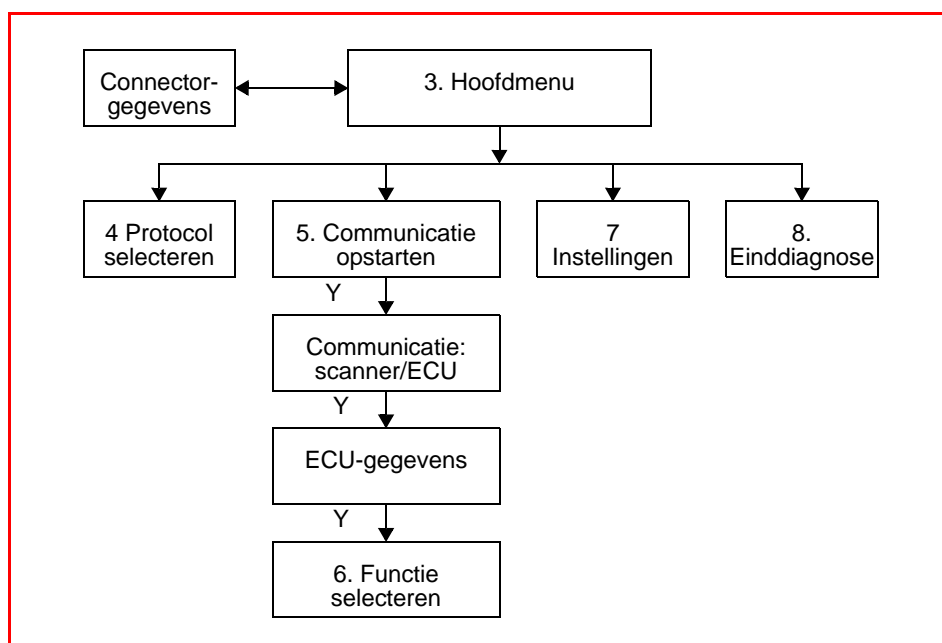 Connector-
gegevens
3. Hoofdmenu
4 Protocol
selecteren
5. Communicatie
opstarten
7
Instellingen
8.
Einddiagnose
Y
Communicatie:
scanner/ECU
Y
ECU-gegevens
Y
6. Functie
selecteren